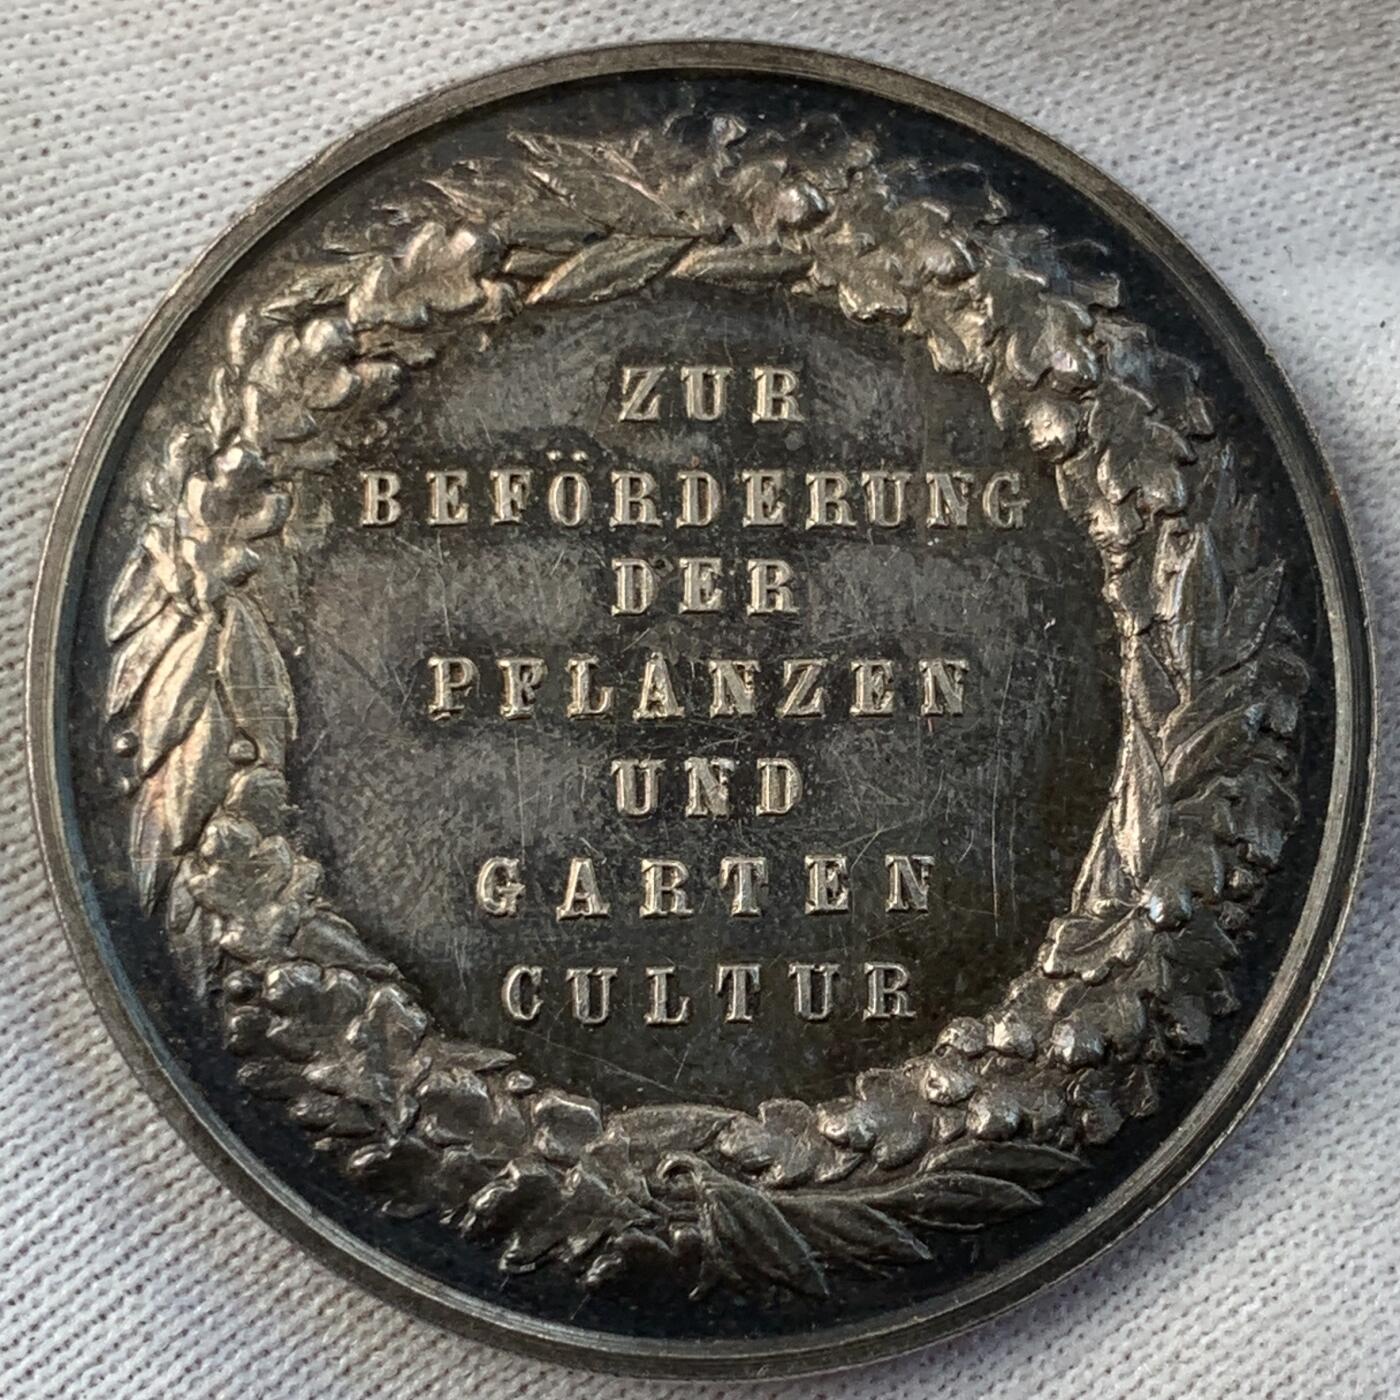 ZUR
BEFÖRDERUNG
DER
PFLANZEN
UND
GARTEN
CULTUR